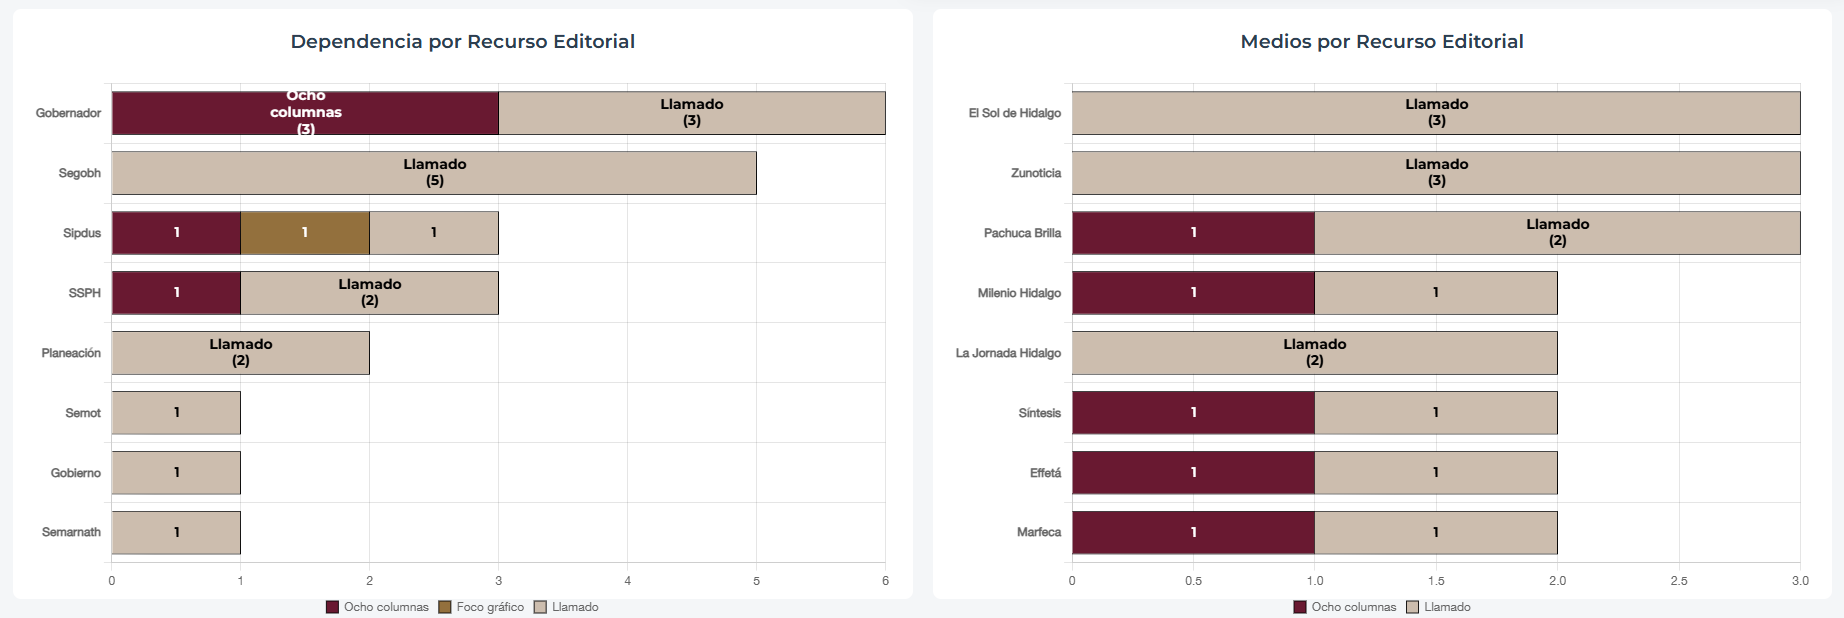 Dependencia por Recurso Editorial
Gobernador
Ocho
columnas
(3)
Llamado
(3)
Segobh
Llamado
(5)
Sipdus
1
1
1
SSPH
1
Llamado
(2)
Planeación
Llamado
(2)
Semot
1
Gobierno
1
Semarnath
1
0 1 2 3 4 5 6
Ocho columnas Foco gráfico Llamado
Medios por Recurso Editorial
El Sol de Hidalgo
Llamado
(3)
Zunoticia
Llamado
(3)
Pachuca Brilla
1
Llamado
(2)
Milenio Hidalgo
1
1
La Jornada Hidalgo
Llamado
(2)
Síntesis
1
1
Effetá
1
1
Marfeca
1
1
0 0.5 1.0 1.5 2.0 2.5 3.0
Ocho columnas Llamado